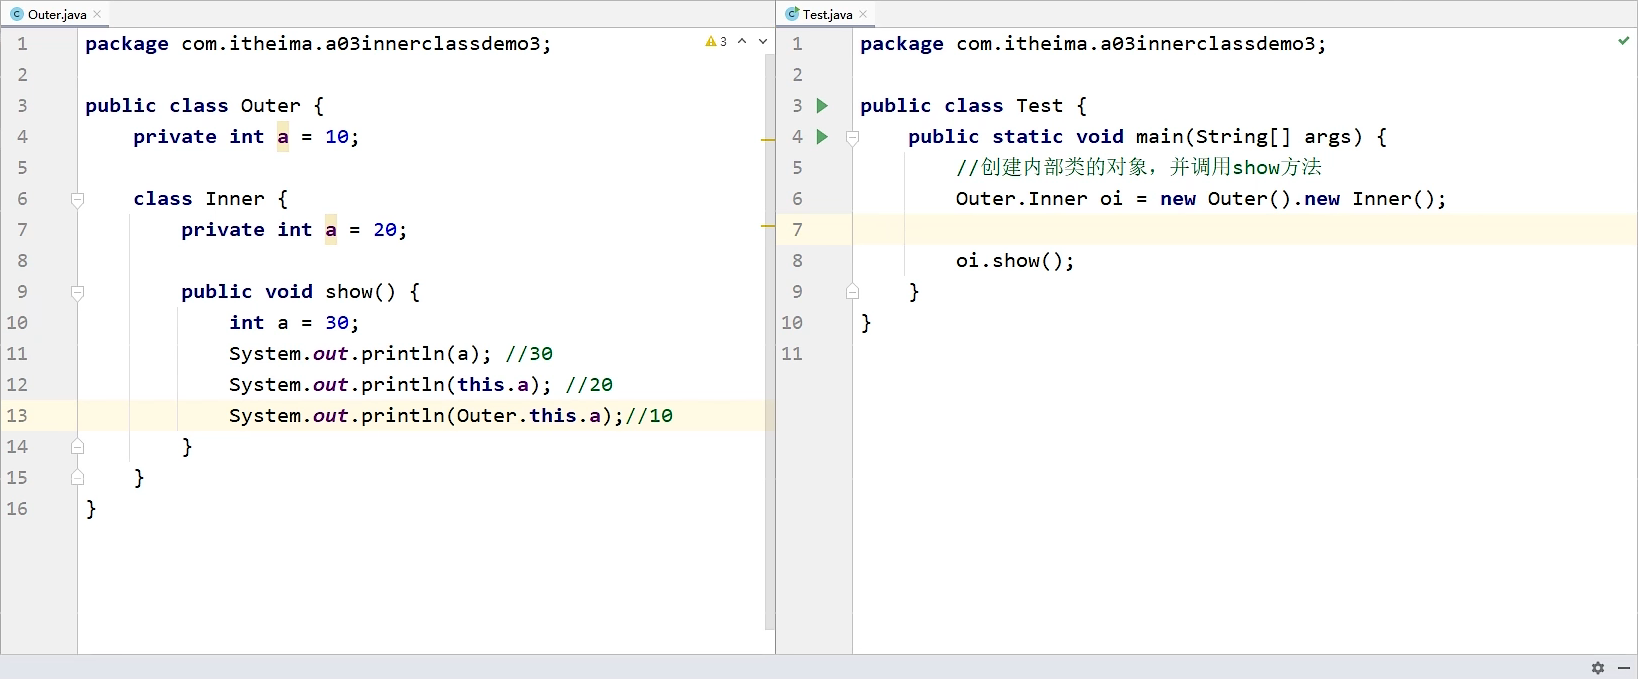 Outer.java
1 package com.itheima.a03innerclassdemo3;
2
3 public class Outer {
4 private int a = 10;
5
6 class Inner {
7 private int a = 20;
8
9 public void show() {
10 int a = 30;
11 System.out.println(a); //30
12 System.out.println(this.a); //20
13 System.out.println(Outer.this.a);//10
14 }
15 }
16 }
3
Test.java
1 package com.itheima.a03innerclassdemo3;
2
3 public class Test {
4 public static void main(String[] args) {
5 //创建内部类的对象，并调用show方法
6 Outer.Inner oi = new Outer().new Inner();
7
8 oi.show();
9 }
10 }
11